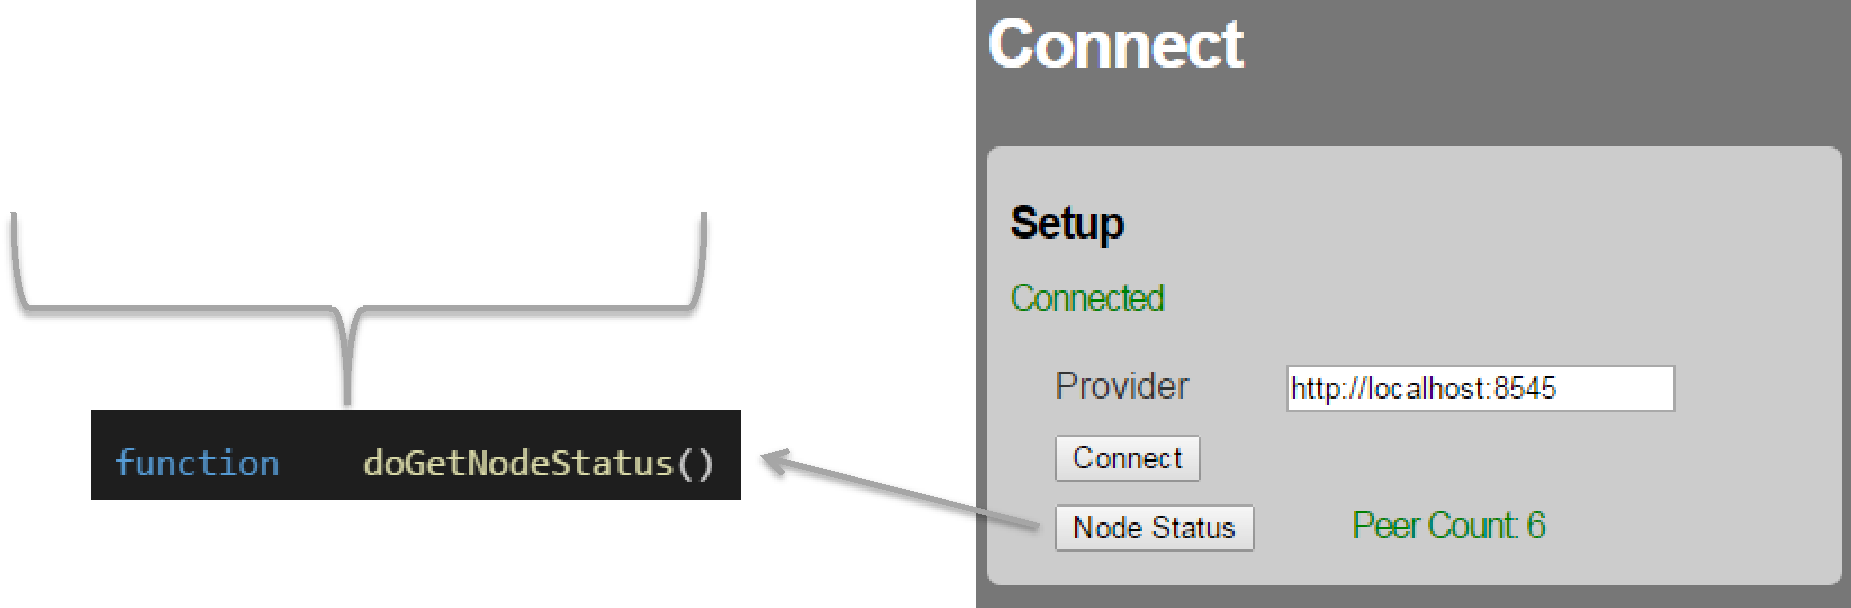 Connect
Setup
Connected
Provider http://localhost:8545
Connect
function doGetNodeStatus()
Node Status Peer Count: 6